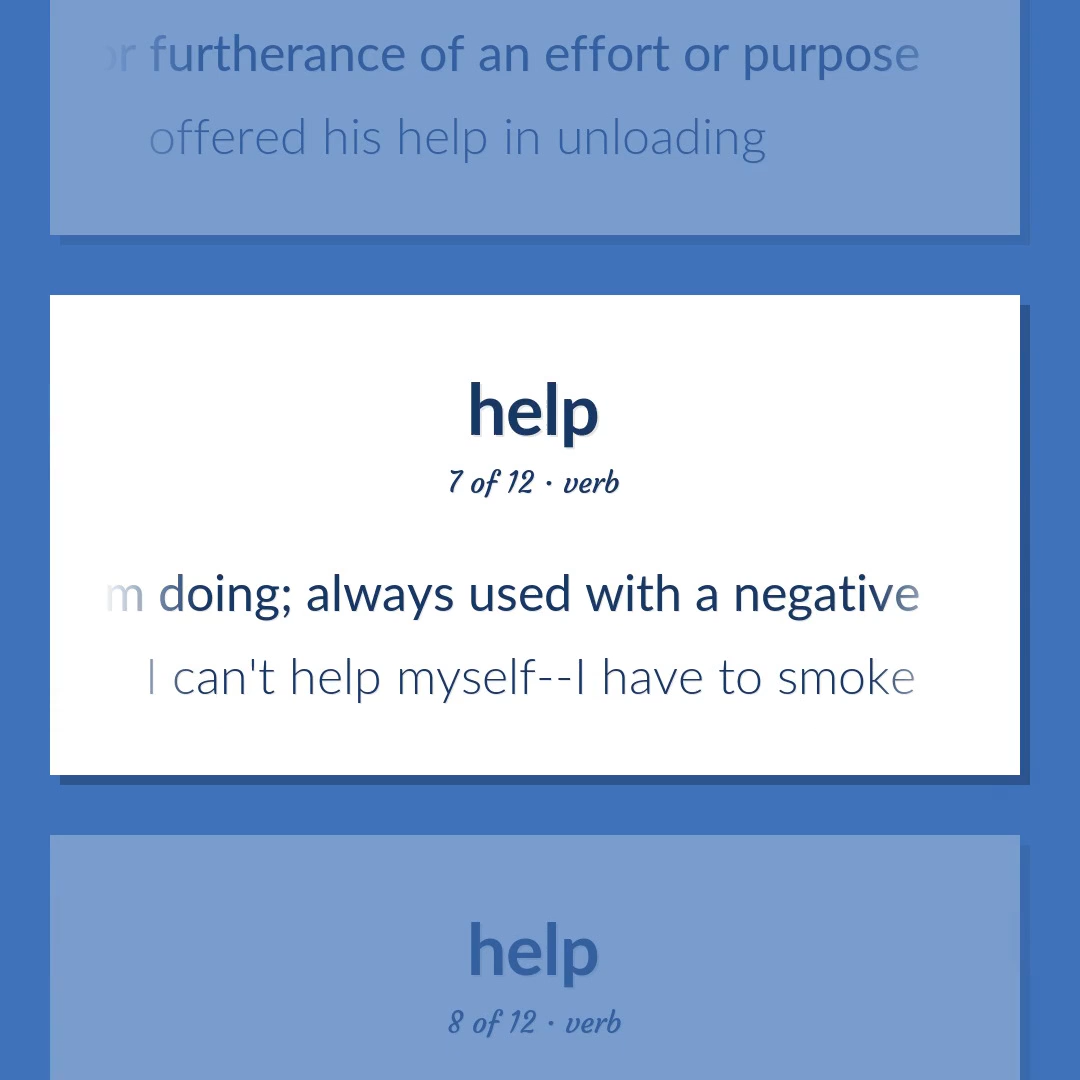 or furtherance of an effort or purpose
offered his help in unloading
help
7 of 12 · verb
m doing; always used with a negative
I can't help myself--I have to smoke
help
8 of 12 · verb